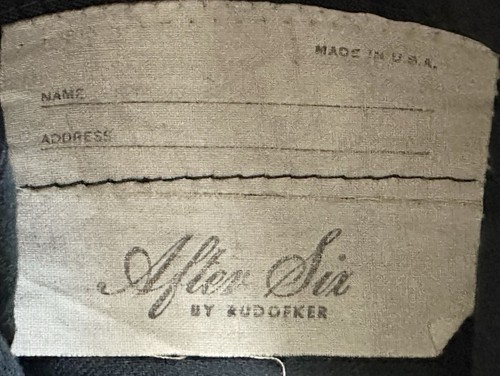 MADE IN U.S.A.
NAME
ADDRESS
After Six
BY RUDOFKER